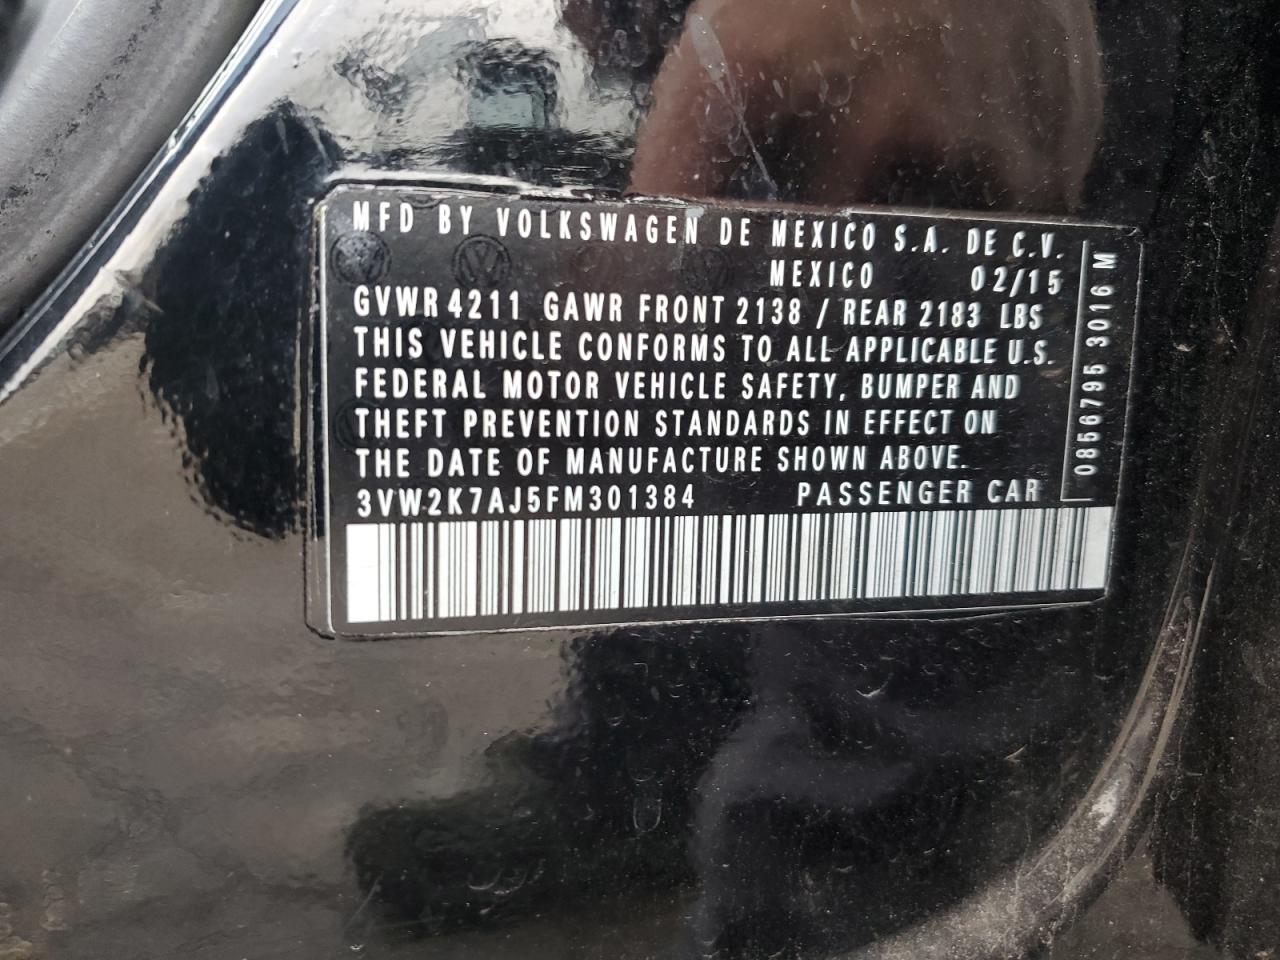 MFD BY VOLKSWAGEN DE MEXICO S.A. DE C.V.
MEXICO 02/15
GVWR 4211 GAWR FRONT 2138 / REAR 2183 LBS
THIS VEHICLE CONFORMS TO ALL APPLICABLE U.S.
FEDERAL MOTOR VEHICLE SAFETY, BUMPER AND
THEFT PREVENTION STANDARDS IN EFFECT ON
THE DATE OF MANUFACTURE SHOWN ABOVE.
3VW2K7AJ5FM301384 PASSENGER CAR
0856795 3016 M